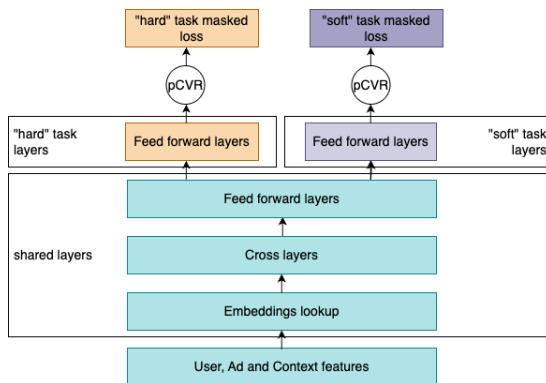 "hard" task masked
loss
"soft" task masked
loss
pCVR
pCVR
"hard" task
layers
Feed forward layers
Feed forward layers
"soft" task
layers
Feed forward layers
shared layers
Cross layers
Embeddings lookup
User, Ad and Context features